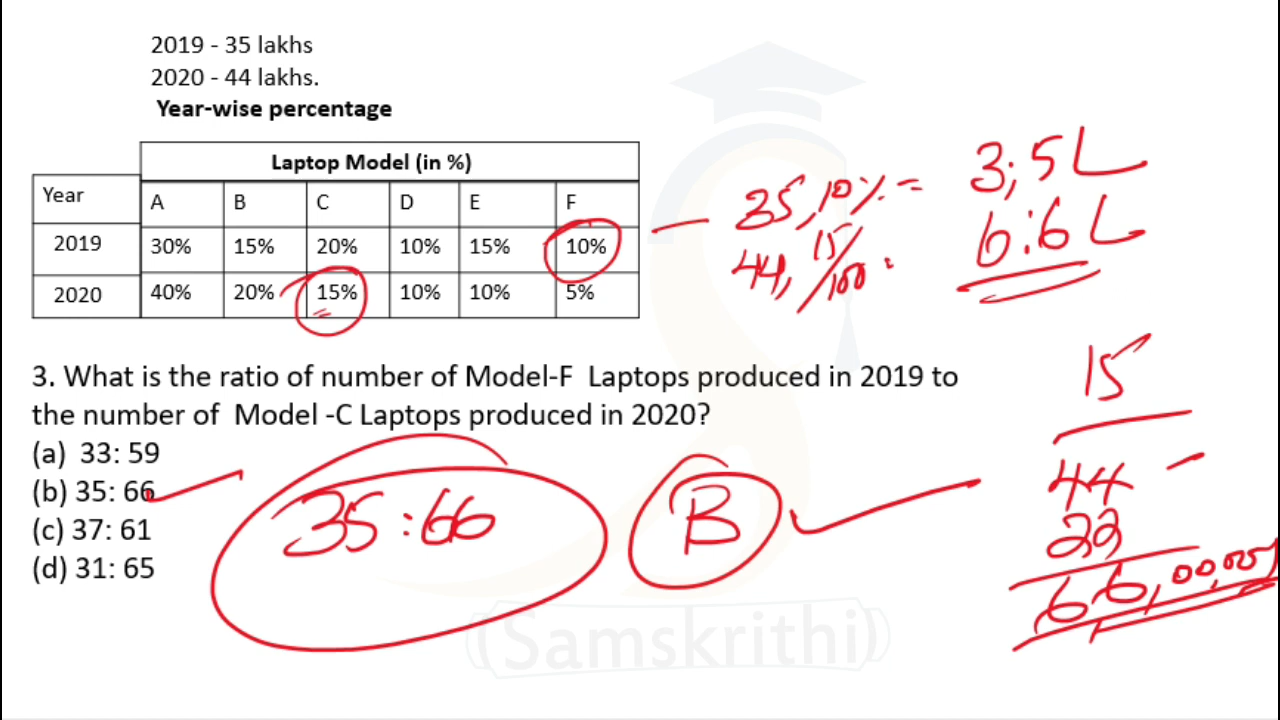 2019 - 35 lakhs
2020 - 44 lakhs.
Year-wise percentage
Laptop Model (in %)
Year A B C D E F
2019 30% 15% 20% 10% 15% 10%
2020 40% 20% 15% 10% 10% 5%
35, 10% = 3;5L
44, 15/100 : 6:6L
3. What is the ratio of number of Model-F Laptops produced in 2019 to
the number of Model -C Laptops produced in 2020?
(a) 33: 59
(b) 35: 66
(c) 37: 61
(d) 31: 65
35:66
B
15
44
22
66,00,000
(Samskrithi)